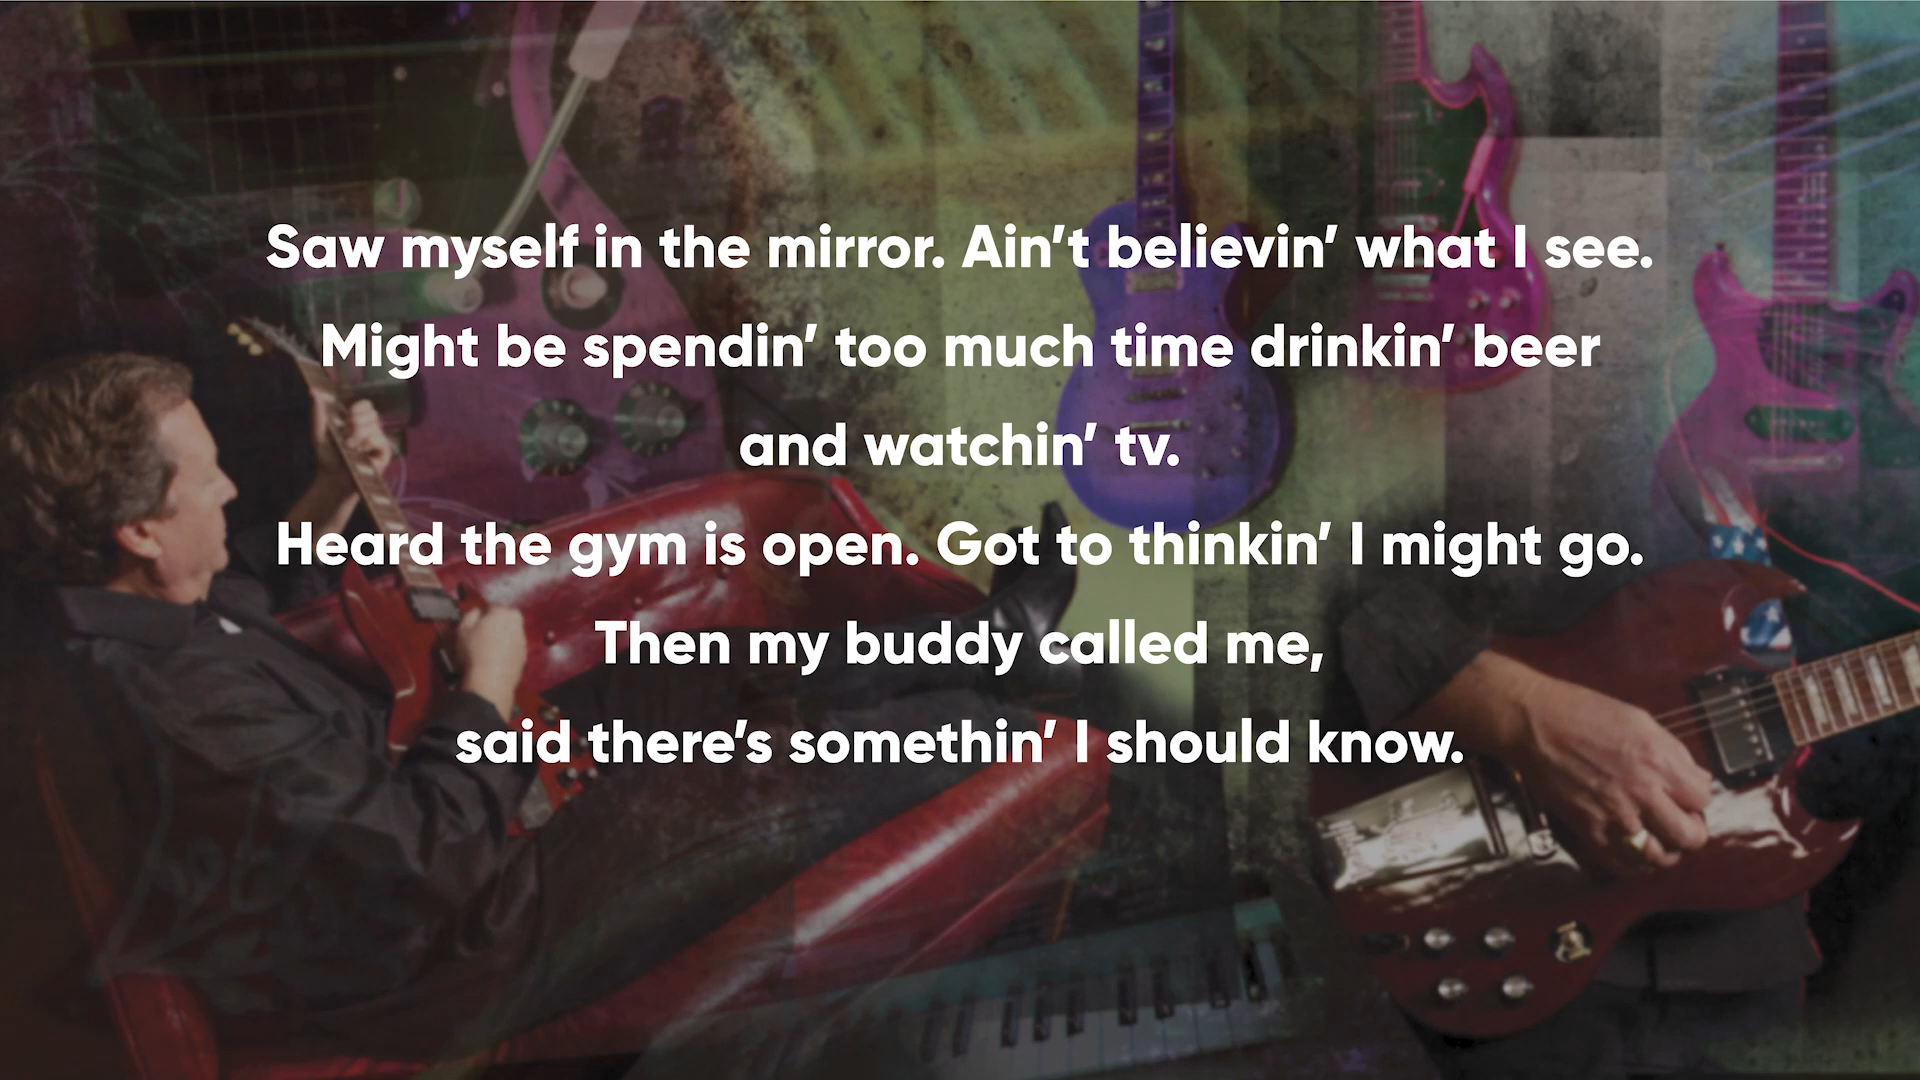 Saw myself in the mirror. Ain’t believin’ what I see.
Might be spendin’ too much time drinkin’ beer
and watchin’ tv.
Heard the gym is open. Got to thinkin’ I might go.
Then my buddy called me,
said there’s somethin’ I should know.